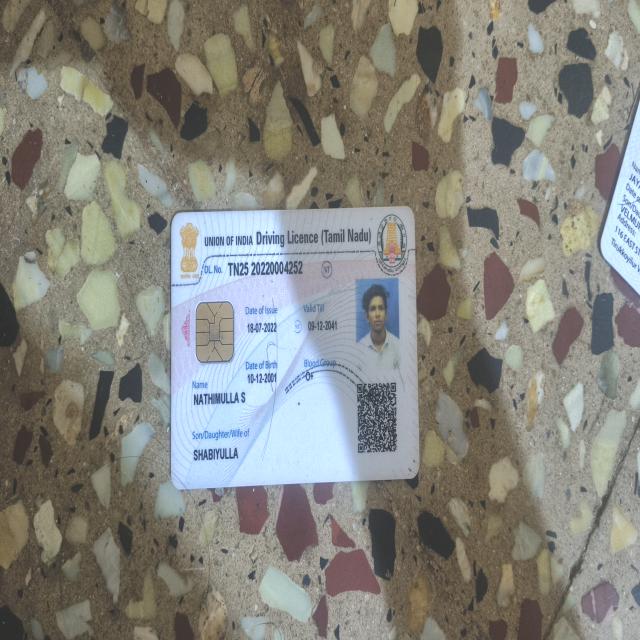 UNION OF INDIA Driving Licence (Tamil Nadu)
DL No. TN25 20220004252 NT
Date of Issue Valid Till
18-07-2022 09-12-2041
Date of Birth Blood Group
10-12-2001
Name
NATHIMULLA S
Son/Daughter/Wife of
SHABIYULLA